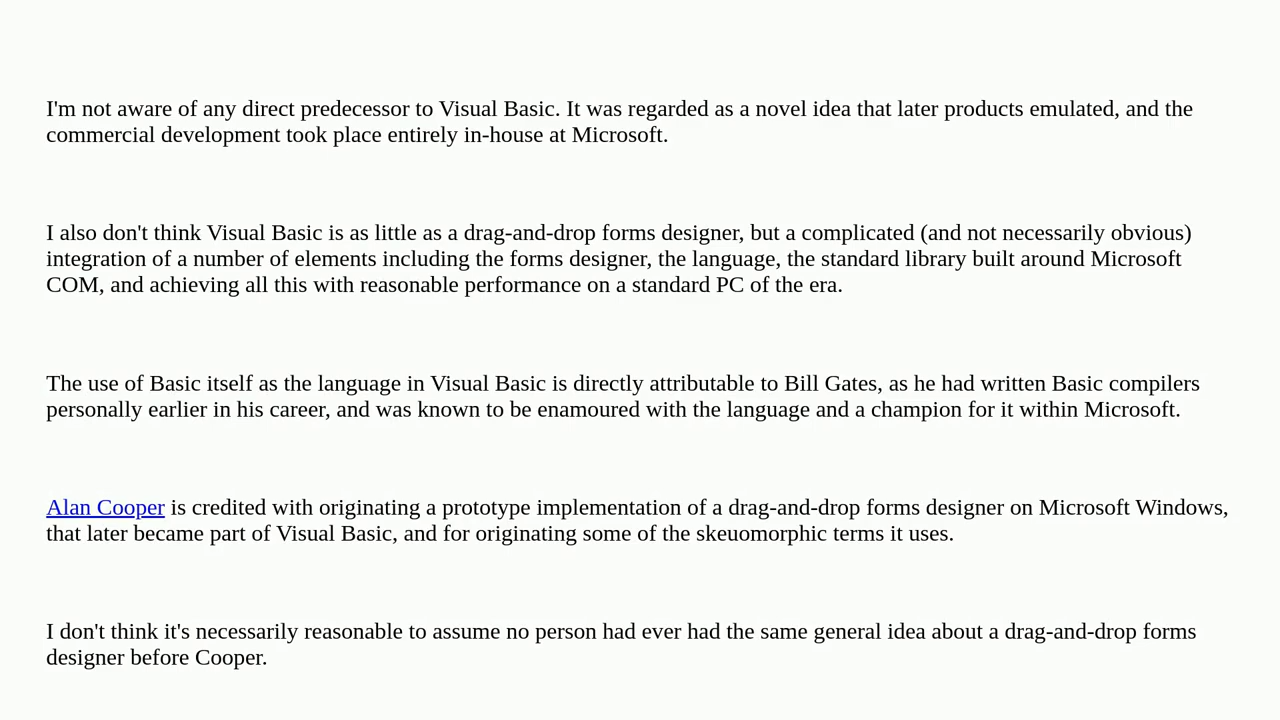 I'm not aware of any direct predecessor to Visual Basic. It was regarded as a novel idea that later products emulated, and the
commercial development took place entirely in-house at Microsoft.
I also don't think Visual Basic is as little as a drag-and-drop forms designer, but a complicated (and not necessarily obvious)
integration of a number of elements including the forms designer, the language, the standard library built around Microsoft
COM, and achieving all this with reasonable performance on a standard PC of the era.
The use of Basic itself as the language in Visual Basic is directly attributable to Bill Gates, as he had written Basic compilers
personally earlier in his career, and was known to be enamoured with the language and a champion for it within Microsoft.
Alan Cooper is credited with originating a prototype implementation of a drag-and-drop forms designer on Microsoft Windows,
that later became part of Visual Basic, and for originating some of the skeuomorphic terms it uses.
I don't think it's necessarily reasonable to assume no person had ever had the same general idea about a drag-and-drop forms
designer before Cooper.